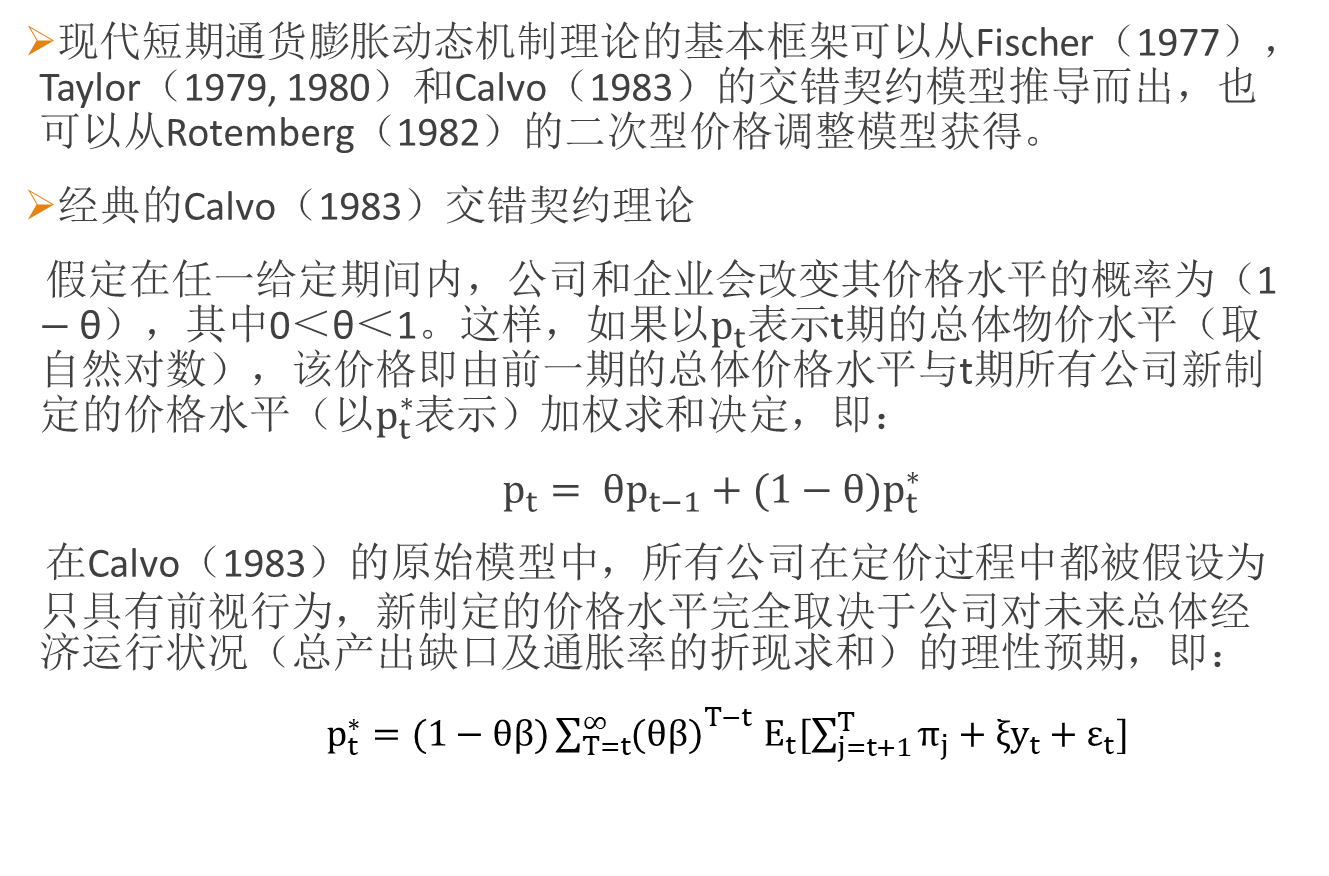 ➢现代短期通货膨胀动态机制理论的基本框架可以从Fischer（1977），
Taylor（1979, 1980）和Calvo（1983）的交错契约模型推导而出，也
可以从Rotemberg（1982）的二次型价格调整模型获得。
➢经典的Calvo（1983）交错契约理论
假定在任一给定期间内，公司和企业会改变其价格水平的概率为（1
− θ），其中0＜θ＜1。这样，如果以pₜ表示t期的总体物价水平（取
自然对数），该价格即由前一期的总体价格水平与t期所有公司新制
定的价格水平（以pₜ*表示）加权求和决定，即：
pₜ = θpₜ₋₁ + (1 − θ)pₜ*
在Calvo（1983）的原始模型中，所有公司在定价过程中都被假设为
只具有前视行为，新制定的价格水平完全取决于公司对未来总体经
济运行状况（总产出缺口及通胀率的折现求和）的理性预期，即：
pₜ* = (1 − θβ) ∑_{T=t}^{∞}(θβ)^{T−t} Eₜ[∑_{j=t+1}^{T} πⱼ + ξyₜ + εₜ]